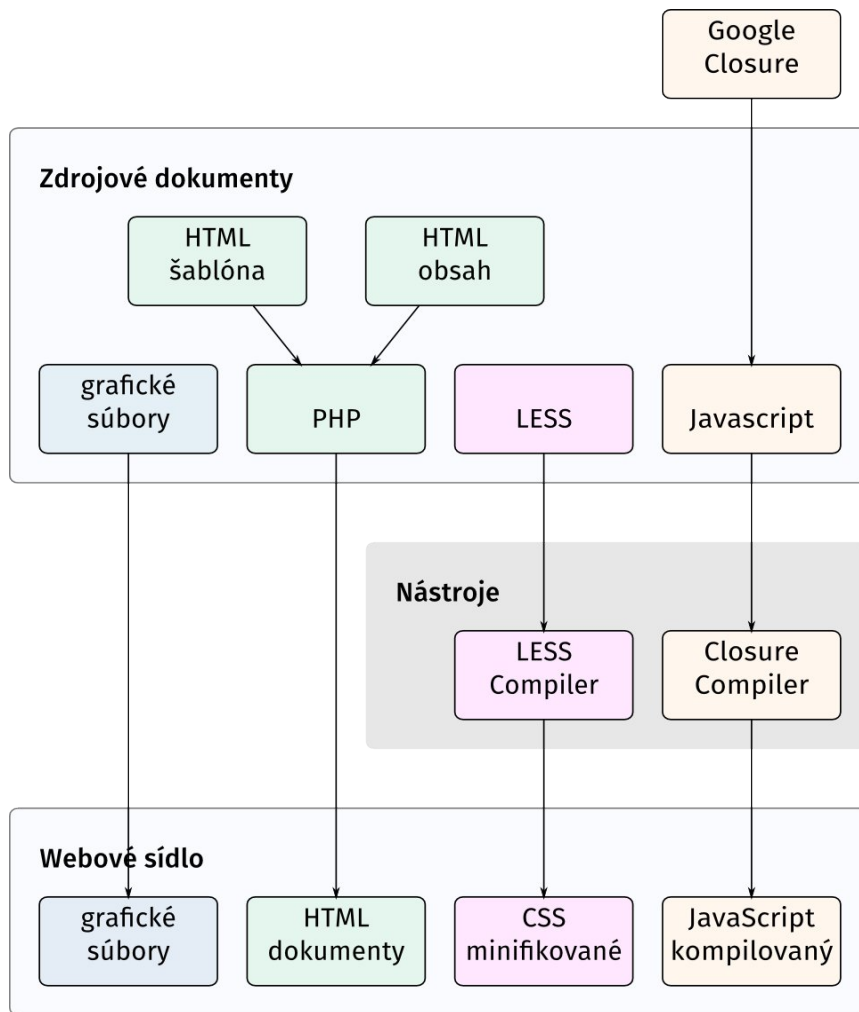 Google
Closure
Zdrojové dokumenty
HTML
šablóna
HTML
obsah
grafické
súbory
PHP
LESS
Javascript
Nástroje
LESS
Compiler
Closure
Compiler
Webové sídlo
grafické
súbory
HTML
dokumenty
CSS
minifikované
JavaScript
kompilovaný